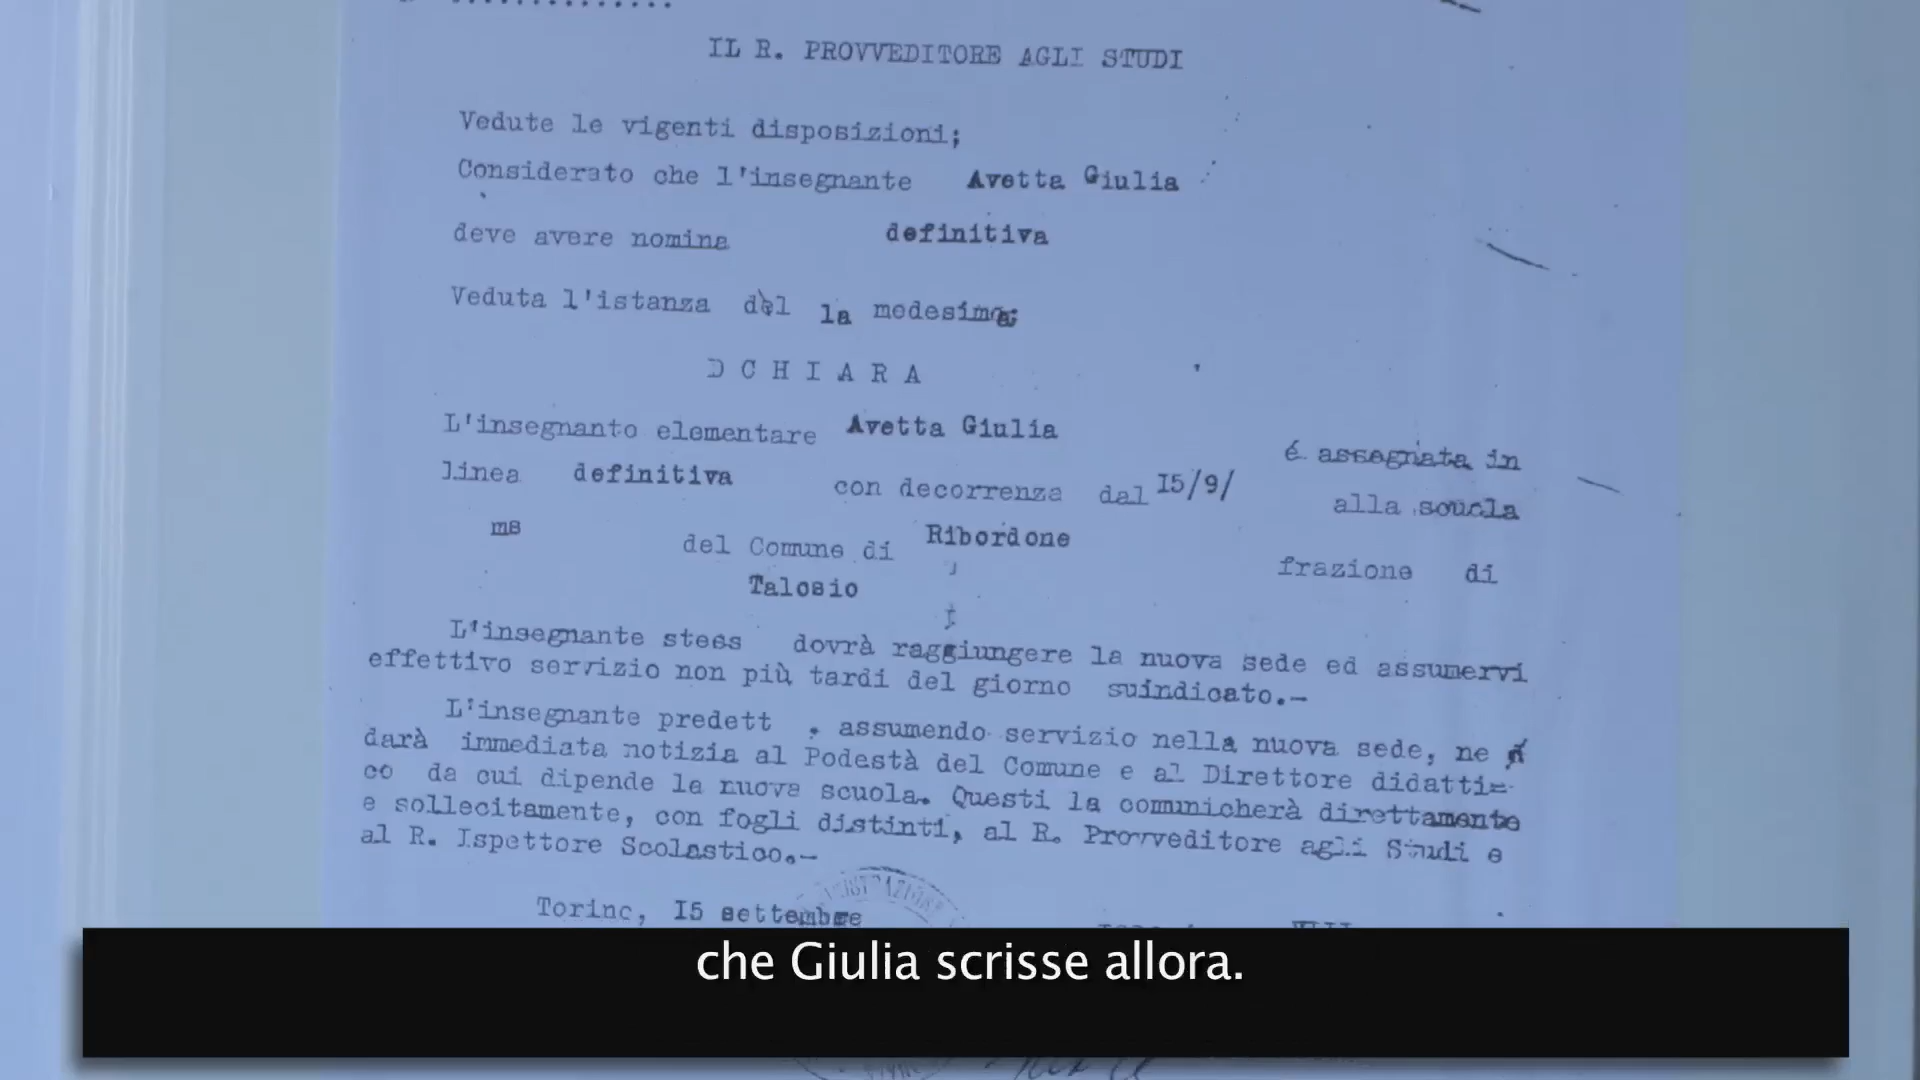 IL R. PROVVEDITORE AGLI STUDI
Vedute le vigenti disposizioni;
Considerato che l'insegnante Avetta Giulia
deve avere nomina definitiva
Veduta l'istanza del la medesima;
D CHIARA
L'insegnanto elementare Avetta Giulia é assegnata in
linea definitiva con decorrenza dal I5/9/ alla scucla
ms del Comune di Ribordone frazione di
Talosio
L'insegnante stess dovrà raggiungere la nuova sede ed assumervi
effettivo servizio non più tardi del giorno suindicato.-
L'insegnante predett , assumendo servizio nella nuova sede, ne
darà immediata notizia al Podestà del Comune e al Direttore didatti=
co da cui dipende la nuova scuola. Questi la comunicherà direttamente
e sollecitamente, con fogli distinti, al R. Provveditore agli Studi e
al R. Ispettore Scolastico.-
Torino, I5 settembre
che Giulia scrisse allora.